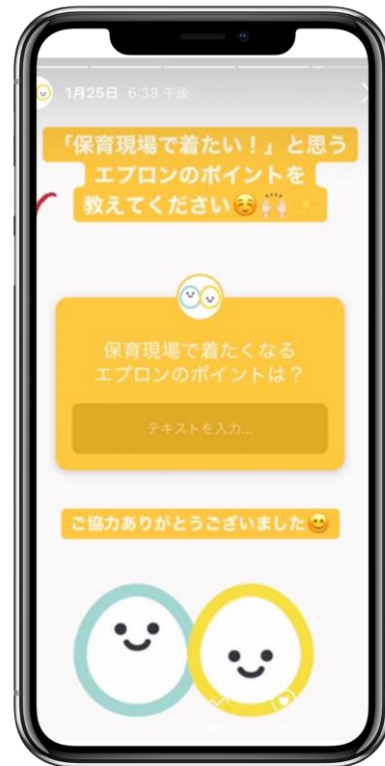 1月25日 6:33 午後
「保育現場で着たい！」と思う
エプロンのポイントを
教えてください☺️🙌✨
保育現場で着たくなる
エプロンのポイントは？
テキストを入力...
ご協力ありがとうございました😊